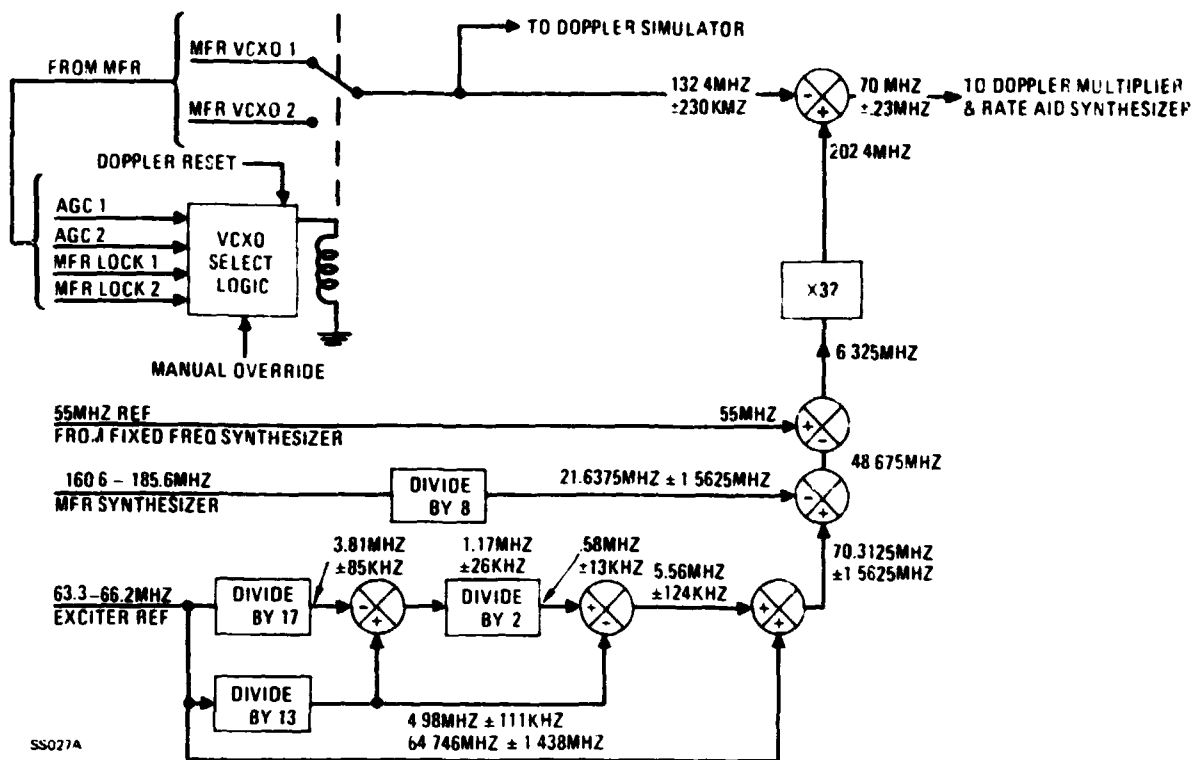 MFR VCXO 1
TO DOPPLER SIMULATOR
FROM MFR
MFR VCXO 2
132.4MHZ
±230 KMZ
-
+
70 MHZ
±.23MHZ
TO DOPPLER MULTIPLIER
& RATE AID SYNTHESIZER
202 4MHZ
DOPPLER RESET
AGC 1
AGC 2
MFR LOCK 1
MFR LOCK 2
VCXO
SELECT
LOGIC
MANUAL OVERRIDE
X32
6 325MHZ
55MHZ REF
FROM FIXED FREQ SYNTHESIZER
55MHZ
+
-
48 675MHZ
160 6 - 185.6MHZ
MFR SYNTHESIZER
DIVIDE
BY 8
21.6375MHZ ± 1 5625MHZ
-
+
70.3125MHZ
±1 5625MHZ
63.3-66.2MHZ
EXCITER REF
DIVIDE
BY 17
3.81MHZ
±85KHZ
-
+
1.17MHZ
±26KHZ
DIVIDE
BY 2
.58MHZ
±13KHZ
+
-
5.56MHZ
±124KHZ
+
+
DIVIDE
BY 13
4 98MHZ ± 111KHZ
64 746MHZ ± 1 438MHZ
SS027A